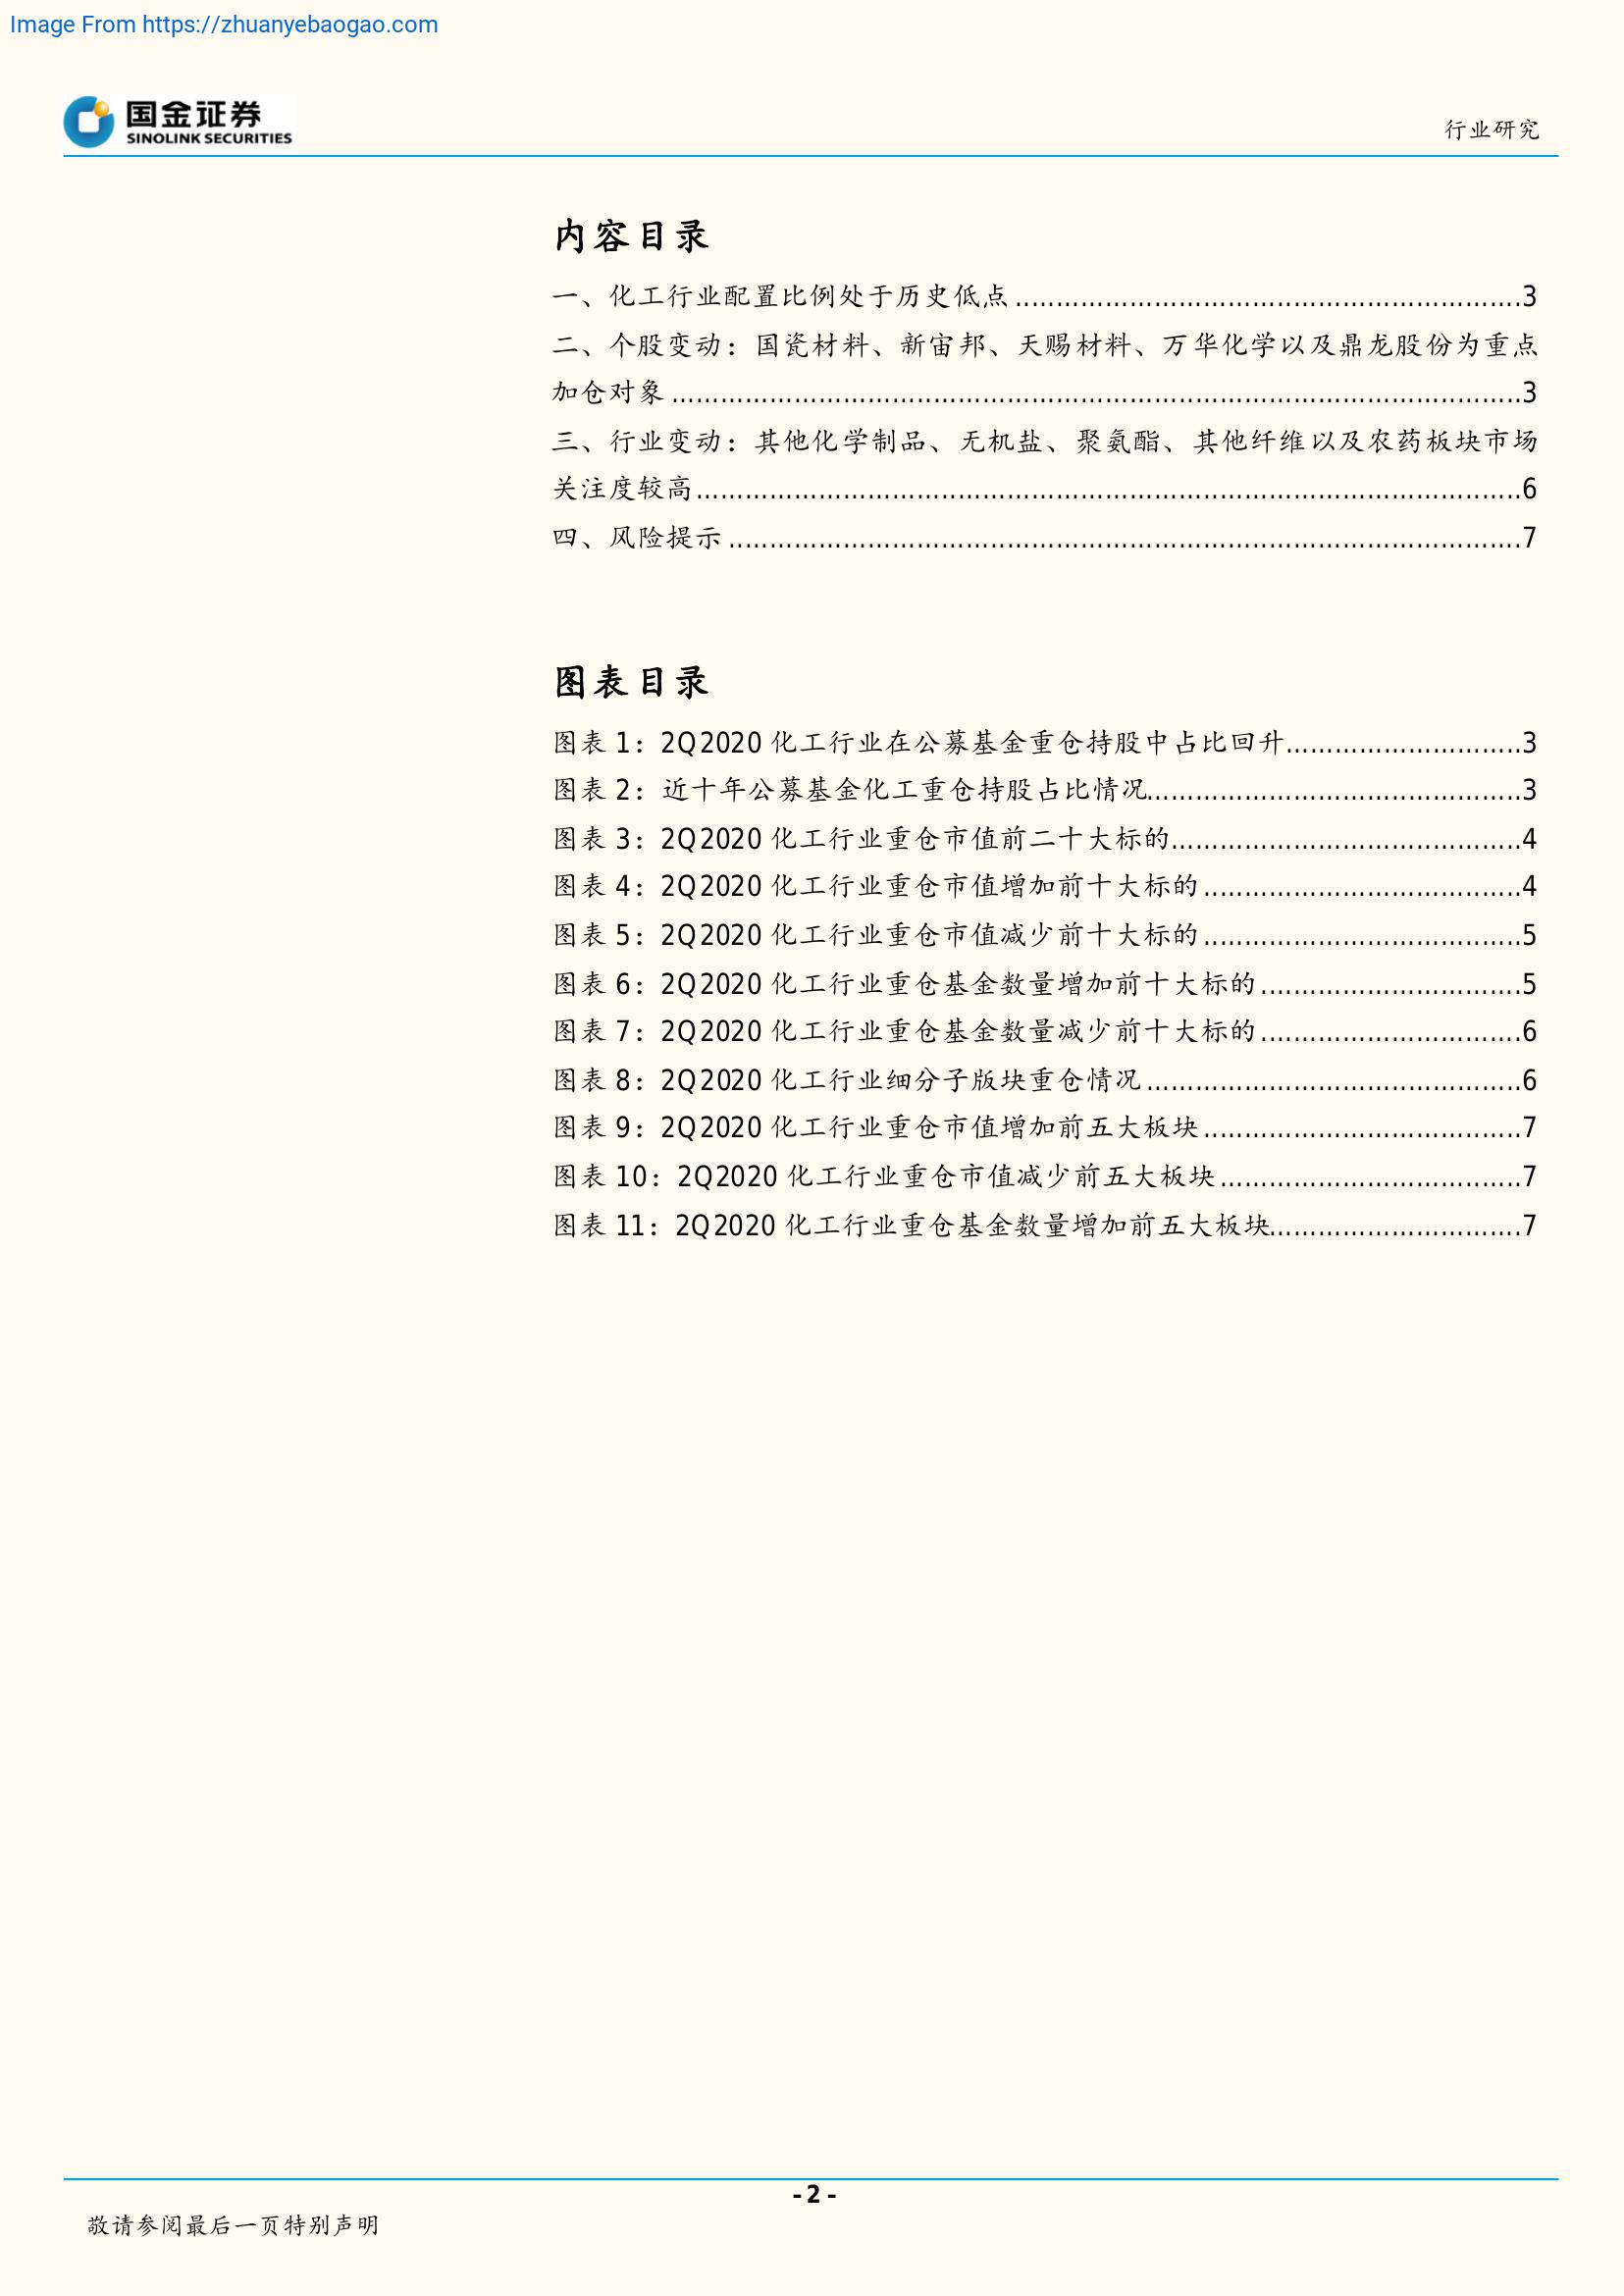 Image From https://zhuanyebaogao.com
国金证券
SINOLINK SECURITIES
行业研究
内容目录
一、化工行业配置比例处于历史低点..............................................................3
二、个股变动：国瓷材料、新宙邦、天赐材料、万华化学以及鼎龙股份为重点
加仓对象........................................................................................................3
三、行业变动：其他化学制品、无机盐、聚氨酯、其他纤维以及农药板块市场
关注度较高.....................................................................................................6
四、风险提示.................................................................................................7
图表目录
图表 1：2Q2020 化工行业在公募基金重仓持股中占比回升.............................3
图表 2：近十年公募基金化工重仓持股占比情况..............................................3
图表 3：2Q2020 化工行业重仓市值前二十大标的...........................................4
图表 4：2Q2020 化工行业重仓市值增加前十大标的.......................................4
图表 5：2Q2020 化工行业重仓市值减少前十大标的.......................................5
图表 6：2Q2020 化工行业重仓基金数量增加前十大标的................................5
图表 7：2Q2020 化工行业重仓基金数量减少前十大标的................................6
图表 8：2Q2020 化工行业细分子版块重仓情况..............................................6
图表 9：2Q2020 化工行业重仓市值增加前五大板块.......................................7
图表 10：2Q2020 化工行业重仓市值减少前五大板块.....................................7
图表 11：2Q2020 化工行业重仓基金数量增加前五大板块...............................7
- 2 -
敬请参阅最后一页特别声明